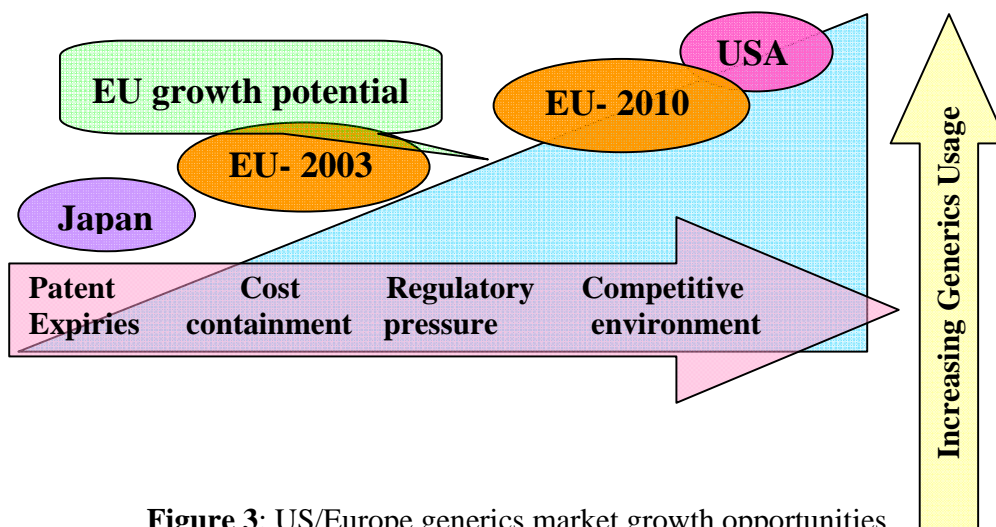 USA
EU growth potential
EU- 2010
EU- 2003
Japan
Patent Cost Regulatory Competitive
Expiries containment pressure environment
Increasing Generics Usage
Figure 3: US/Europe generics market growth opportunities